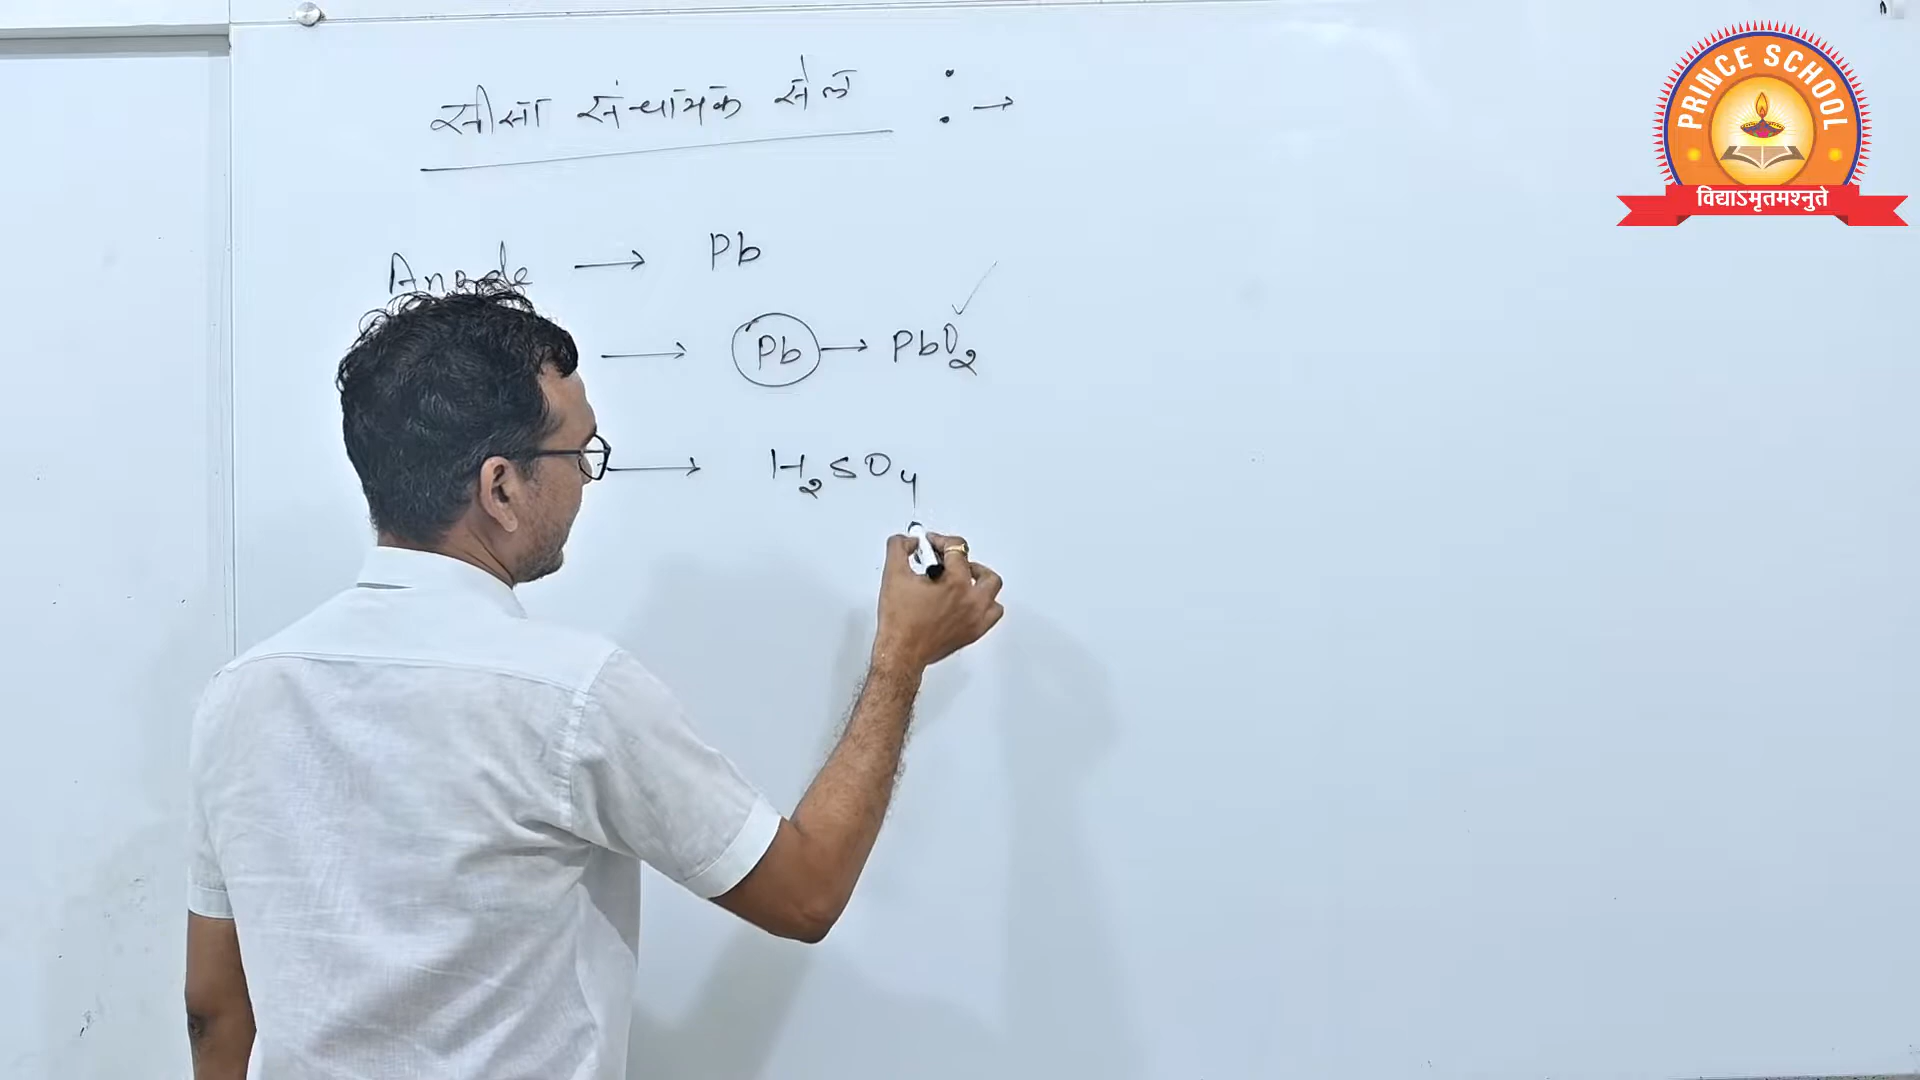 सीसा संचायक सेल :→
Anode → Pb
→ Pb → PbO2 ✓
→ H2SO4
PRINCE SCHOOL
विद्याऽमृतमश्नुते